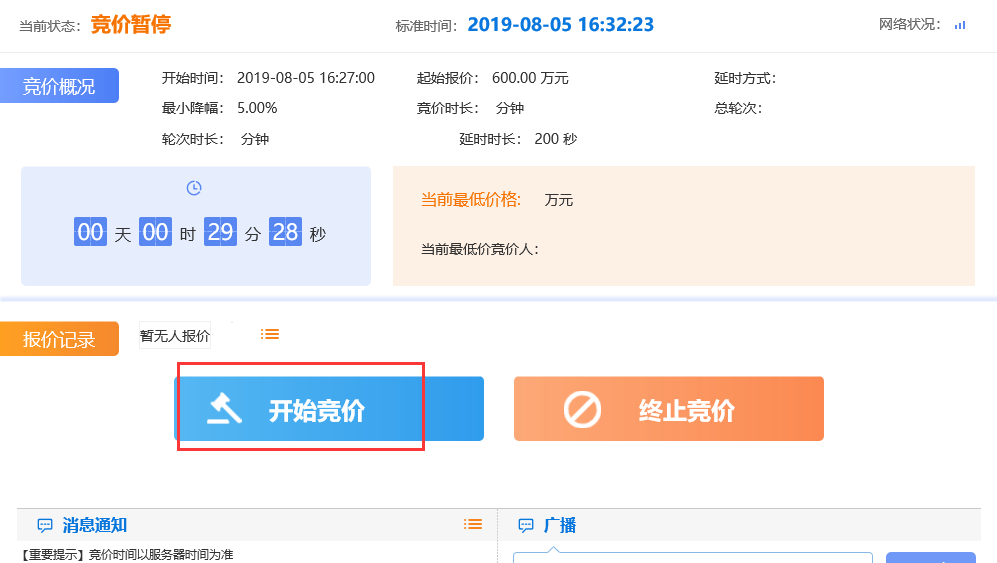 当前状态： 竞价暂停 标准时间： 2019-08-05 16:32:23 网络状况：
竞价概况
开始时间： 2019-08-05 16:27:00 起始报价： 600.00 万元 延时方式：
最小降幅： 5.00% 竞价时长： 分钟 总轮次：
轮次时长： 分钟 延时时长： 200 秒
00 天 00 时 29 分 28 秒
当前最低价格： 万元
当前最低价竞价人：
报价记录 暂无人报价
开始竞价 终止竞价
消息通知 广播
【重要提示】竞价时间以服务器时间为准